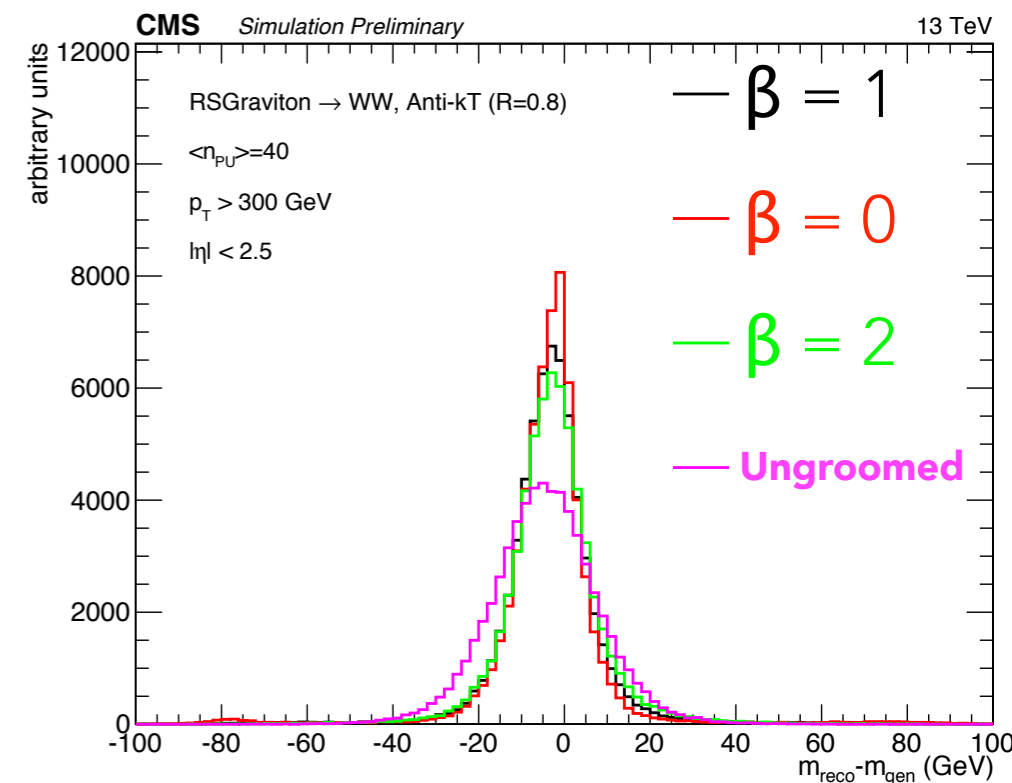 CMS Simulation Preliminary 13 TeV
arbitrary units
12000
10000
8000
6000
4000
2000
0
RSGraviton → WW, Anti-kT (R=0.8)
<n_PU>=40
p_T > 300 GeV
|η| < 2.5
β = 1
β = 0
β = 2
Ungroomed
-100 -80 -60 -40 -20 0 20 40 60 80 100
m_reco-m_gen (GeV)